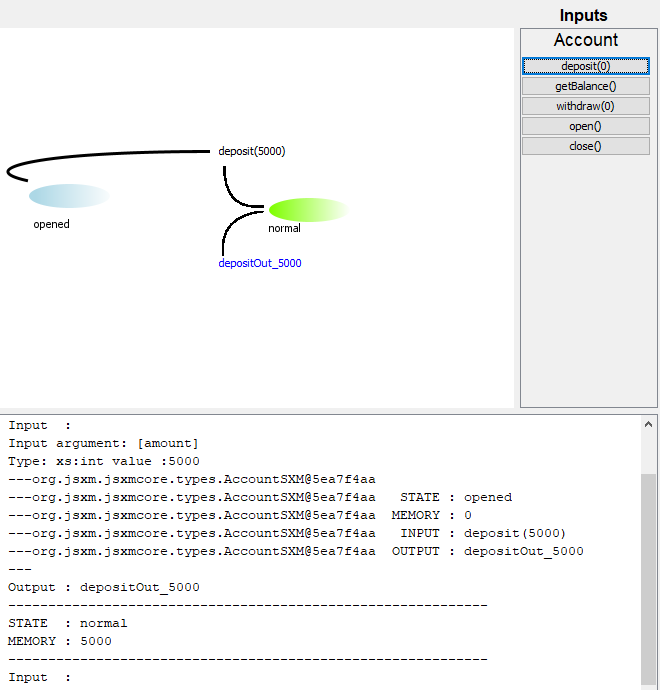 Inputs
Account
deposit(0)
getBalance()
withdraw(0)
open()
close()
deposit(5000)
opened
normal
depositOut_5000
Input  :
Input argument: [amount]
Type: xs:int value :5000
---org.jsxm.jsxmcore.types.AccountSXM@5ea7f4aa
---org.jsxm.jsxmcore.types.AccountSXM@5ea7f4aa   STATE : opened
---org.jsxm.jsxmcore.types.AccountSXM@5ea7f4aa  MEMORY : 0
---org.jsxm.jsxmcore.types.AccountSXM@5ea7f4aa   INPUT : deposit(5000)
---org.jsxm.jsxmcore.types.AccountSXM@5ea7f4aa  OUTPUT : depositOut_5000
---
Output : depositOut_5000
------------------------------------------------------------
STATE  : normal
MEMORY : 5000
------------------------------------------------------------
Input  :